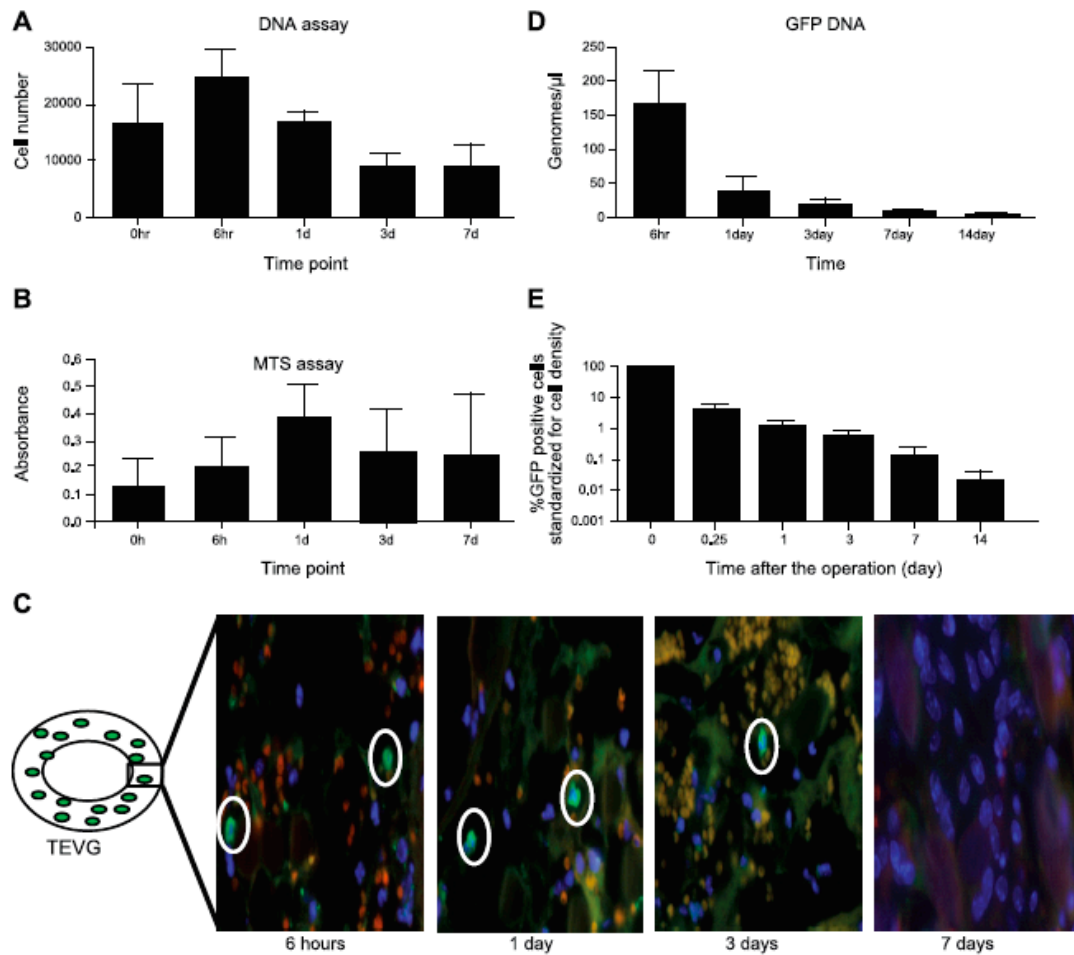 A
DNA assay
Cell number
30000
20000
10000
0
0hr 6hr 1d 3d 7d
Time point
B
MTS assay
Absorbance
0.6
0.5
0.4
0.3
0.2
0.1
0.0
0h 6h 1d 3d 7d
Time point
D
GFP DNA
Genomes/µl
250
200
150
100
50
0
6hr 1day 3day 7day 14day
Time
E
%GFP positive cells
standardized for cell density
100
10
1
0.1
0.01
0.001
0 0.25 1 3 7 14
Time after the operation (day)
C
TEVG
6 hours 1 day 3 days 7 days